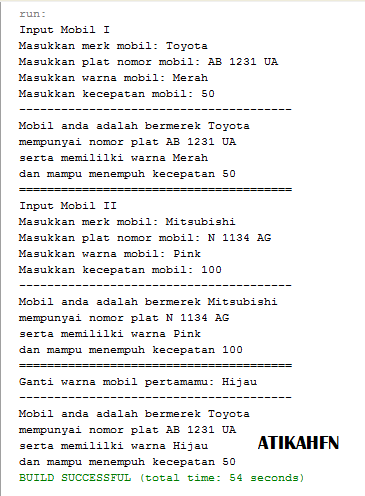 run:
Input Mobil I
Masukkan merk mobil: Toyota
Masukkan plat nomor mobil: AB 1231 UA
Masukkan warna mobil: Merah
Masukkan kecepatan mobil: 50
---------------------------------------
Mobil anda adalah bermerek Toyota
mempunyai nomor plat AB 1231 UA
serta memililki warna Merah
dan mampu menempuh kecepatan 50
=======================================
Input Mobil II
Masukkan merk mobil: Mitsubishi
Masukkan plat nomor mobil: N 1134 AG
Masukkan warna mobil: Pink
Masukkan kecepatan mobil: 100
---------------------------------------
Mobil anda adalah bermerek Mitsubishi
mempunyai nomor plat N 1134 AG
serta memililki warna Pink
dan mampu menempuh kecepatan 100
=======================================
Ganti warna mobil pertamamu: Hijau
---------------------------------------
Mobil anda adalah bermerek Toyota
mempunyai nomor plat AB 1231 UA
serta memililki warna Hijau
ATIKAHFN
dan mampu menempuh kecepatan 50
BUILD SUCCESSFUL (total time: 54 seconds)